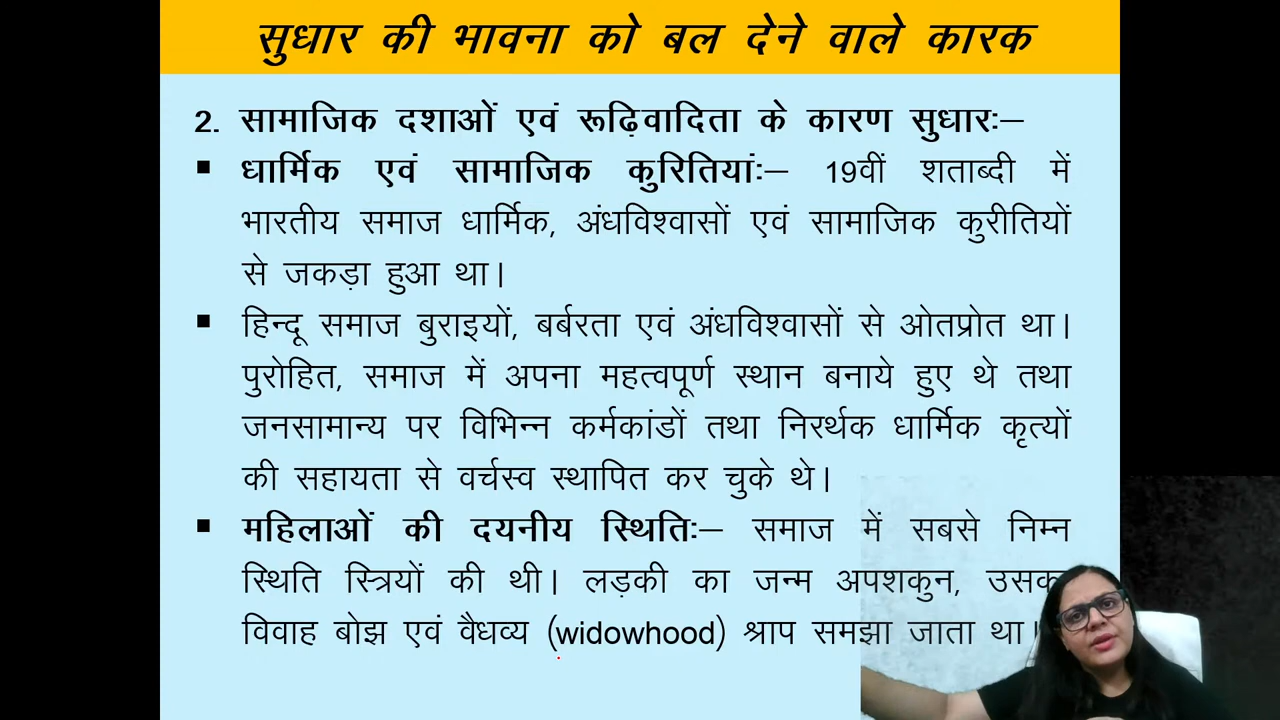 सुधार की भावना को बल देने वाले कारक
2. सामाजिक दशाओं एवं रूढ़िवादिता के कारण सुधारः–
▪ धार्मिक एवं सामाजिक कुरितियांः– 19वीं शताब्दी में
भारतीय समाज धार्मिक, अंधविश्वासों एवं सामाजिक कुरीतियों
से जकड़ा हुआ था।
▪ हिन्दू समाज बुराइयों, बर्बरता एवं अंधविश्वासों से ओतप्रोत था।
पुरोहित, समाज में अपना महत्वपूर्ण स्थान बनाये हुए थे तथा
जनसामान्य पर विभिन्न कर्मकांडों तथा निरर्थक धार्मिक कृत्यों
की सहायता से वर्चस्व स्थापित कर चुके थे।
▪ महिलाओं की दयनीय स्थितिः– समाज में सबसे निम्न
स्थिति स्त्रियों की थी। लड़की का जन्म अपशकुन,
विवाह बोझ एवं वैधव्य (widowhood) श्राप समझा जाता था।